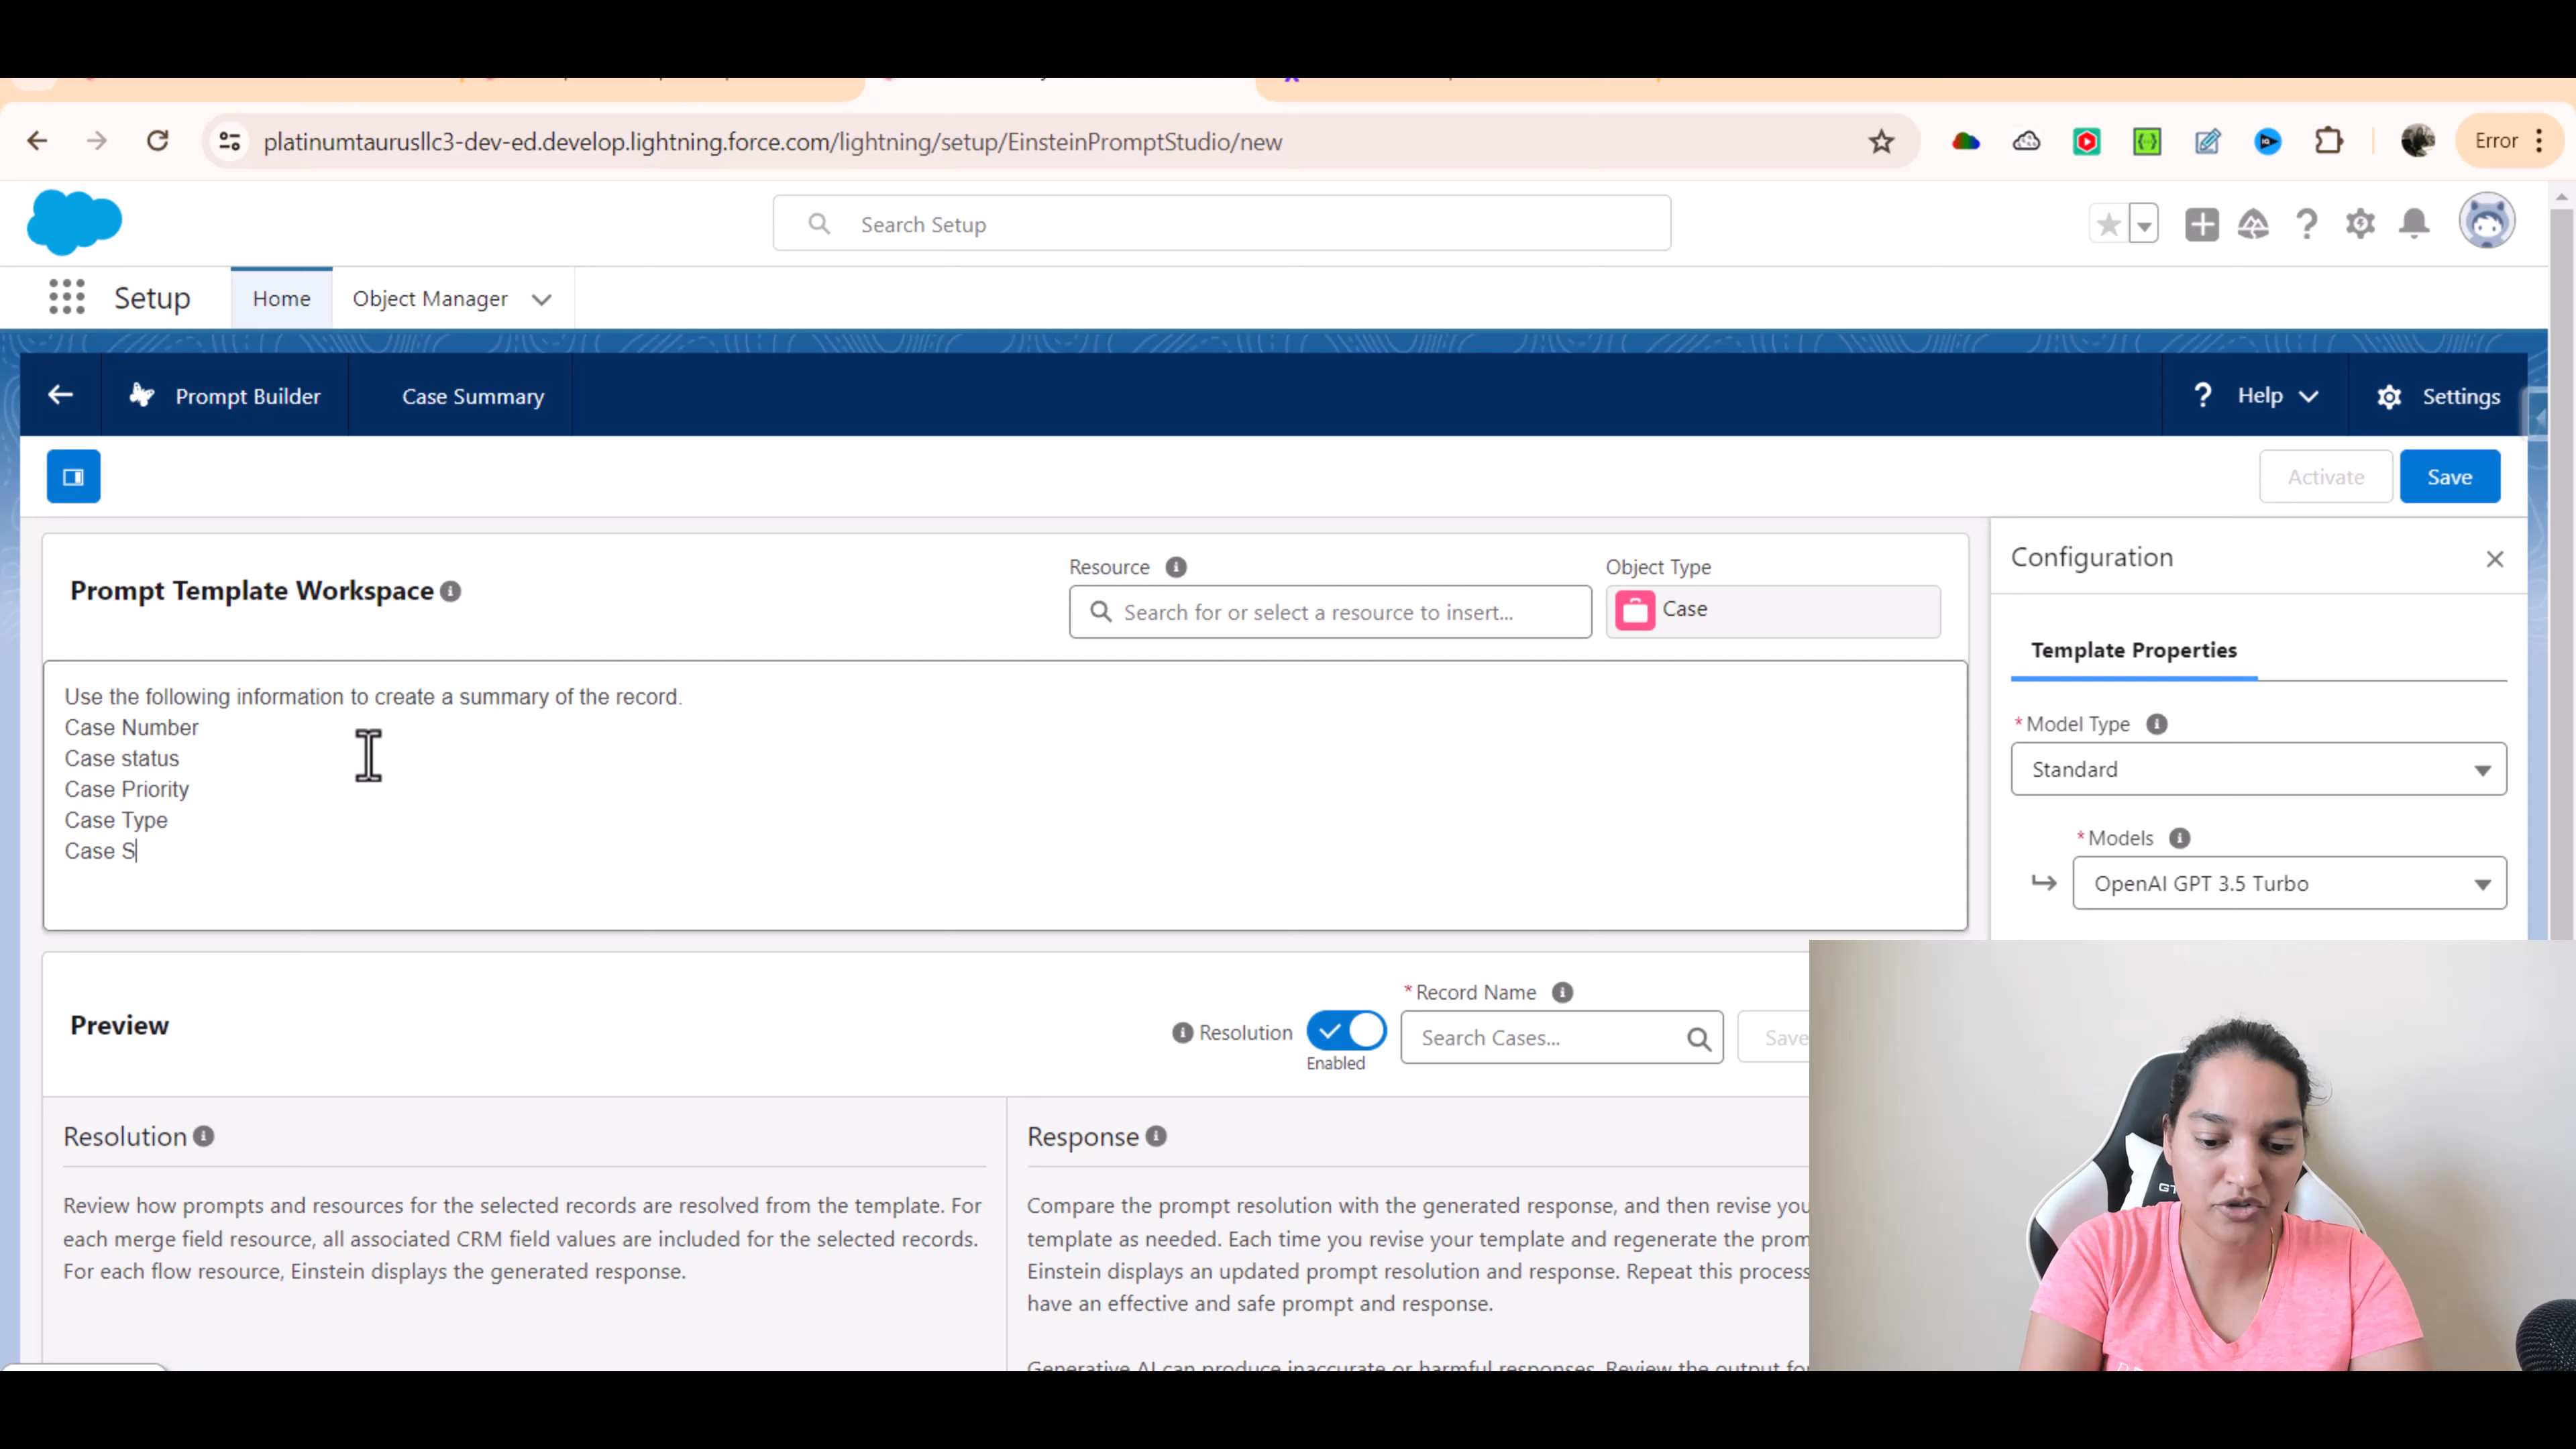 platinumtaurusllc3-dev-ed.develop.lightning.force.com/lightning/setup/EinsteinPromptStudio/new
Error
Search Setup
Setup
Home
Object Manager
Prompt Builder
Case Summary
? Help
Settings
Activate
Save
Prompt Template Workspace
Resource
Search for or select a resource to insert...
Object Type
Case
Use the following information to create a summary of the record.
Case Number
Case status
Case Priority
Case Type
Case S
Configuration
Template Properties
* Model Type
Standard
* Models
OpenAI GPT 3.5 Turbo
Preview
Resolution
Enabled
* Record Name
Search Cases...
Save
Resolution
Review how prompts and resources for the selected records are resolved from the template. For
each merge field resource, all associated CRM field values are included for the selected records.
For each flow resource, Einstein displays the generated response.
Response
Compare the prompt resolution with the generated response, and then revise you
template as needed. Each time you revise your template and regenerate the prom
Einstein displays an updated prompt resolution and response. Repeat this process
have an effective and safe prompt and response.
Generative AI can produce inaccurate or harmful responses. Review the output for